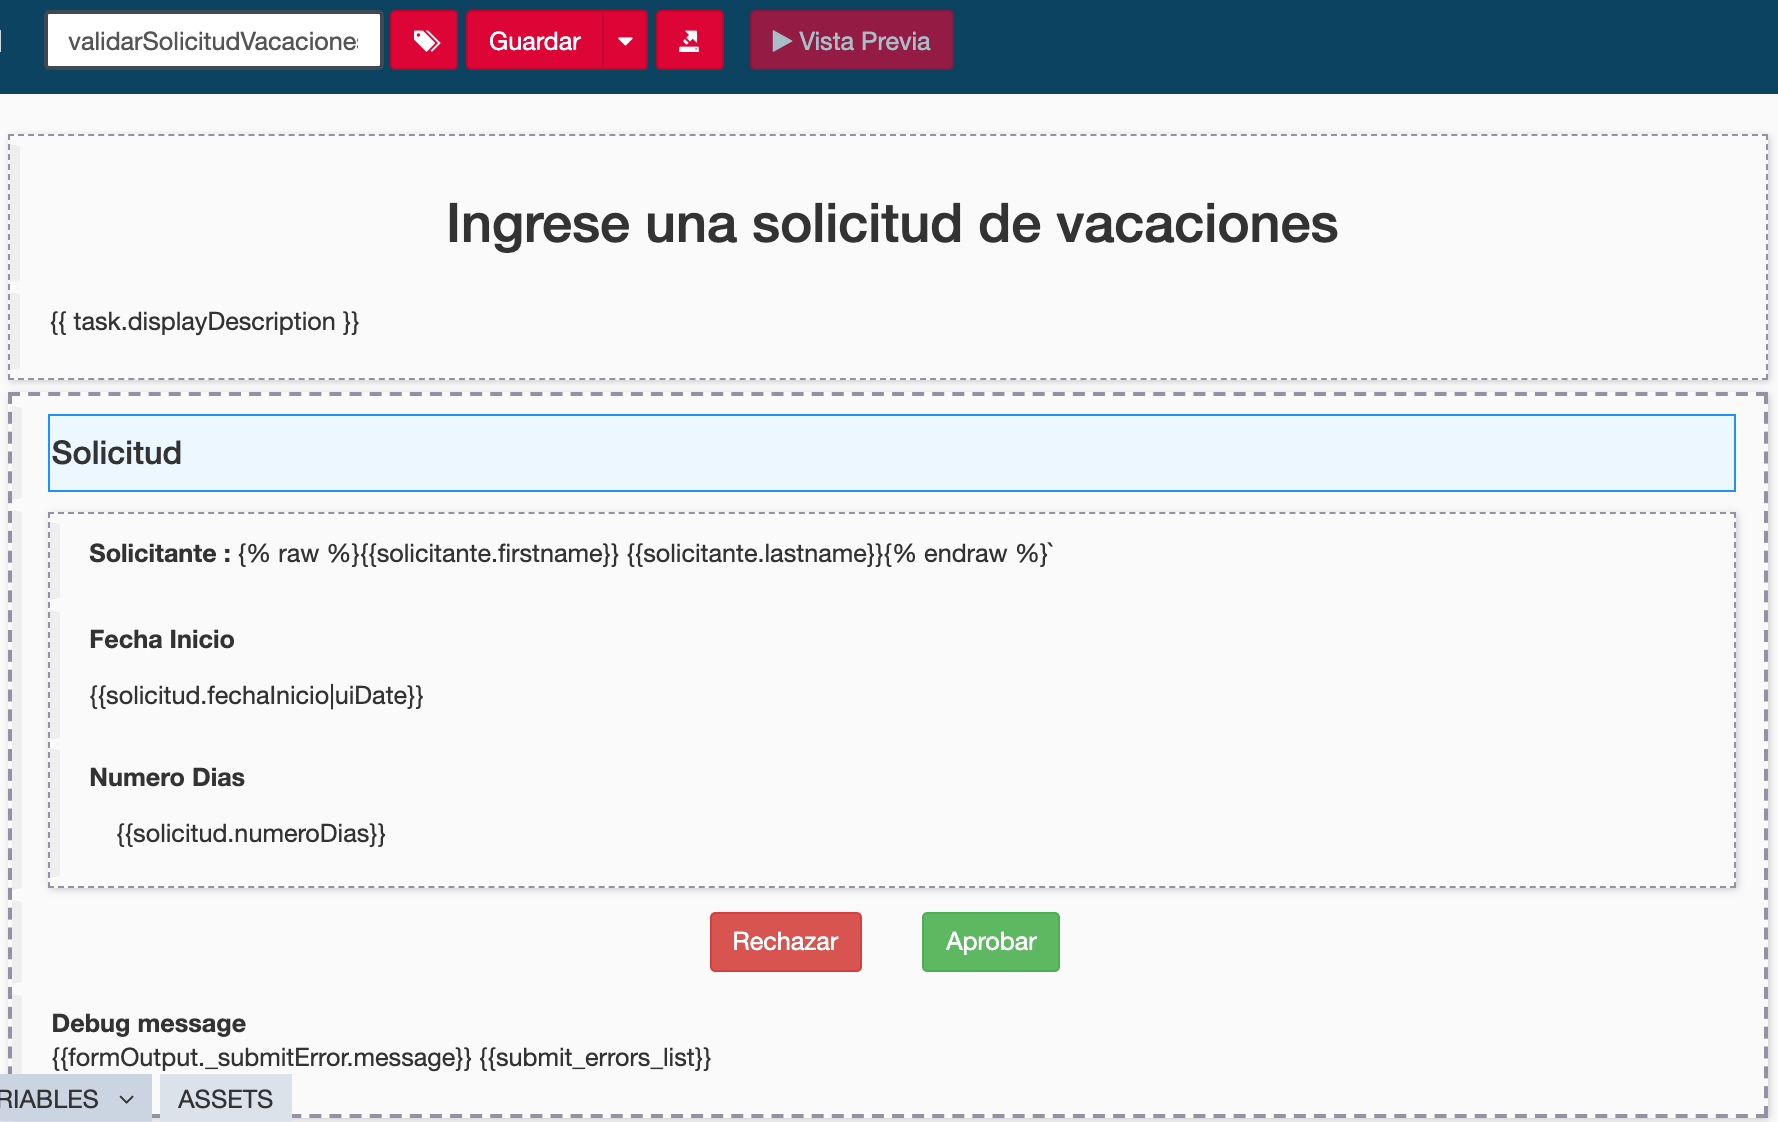 validarSolicitudVacaciones
Guardar
Vista Previa
Ingrese una solicitud de vacaciones
{{ task.displayDescription }}
Solicitud
Solicitante : {% raw %}{{solicitante.firstname}} {{solicitante.lastname}}{% endraw %}`
Fecha Inicio
{{solicitud.fechaInicio|uiDate}}
Numero Dias
{{solicitud.numeroDias}}
Rechazar
Aprobar
Debug message
{{formOutput._submitError.message}} {{submit_errors_list}}
RIABLES
ASSETS